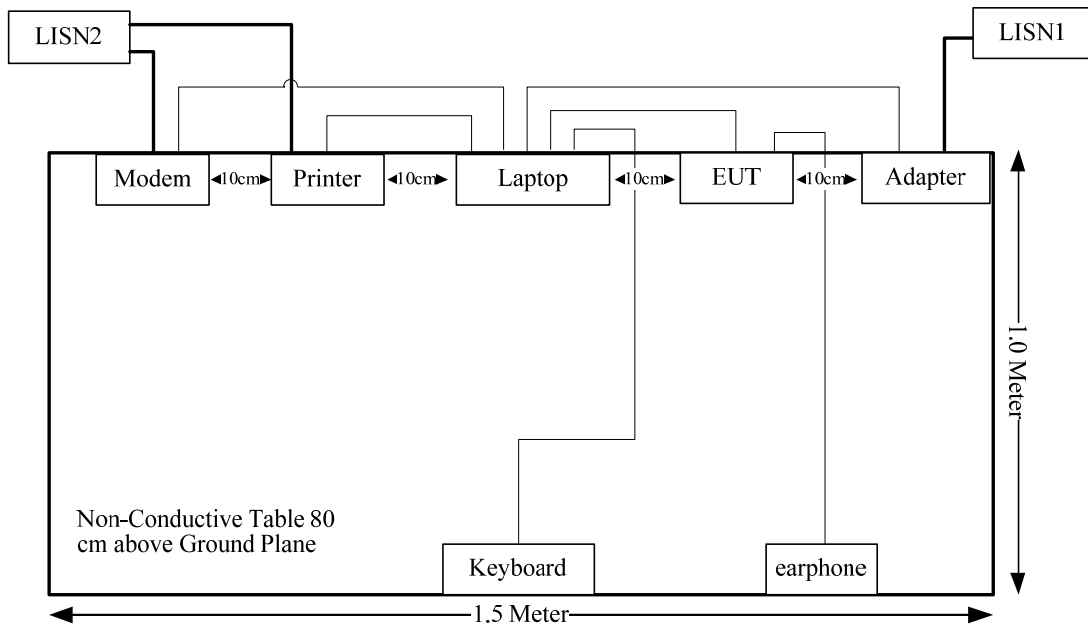 LISN2
LISN1
Modem
10cm
Printer
10cm
Laptop
10cm
EUT
10cm
Adapter
1.0 Meter
Non-Conductive Table 80
cm above Ground Plane
Keyboard
earphone
1.5 Meter